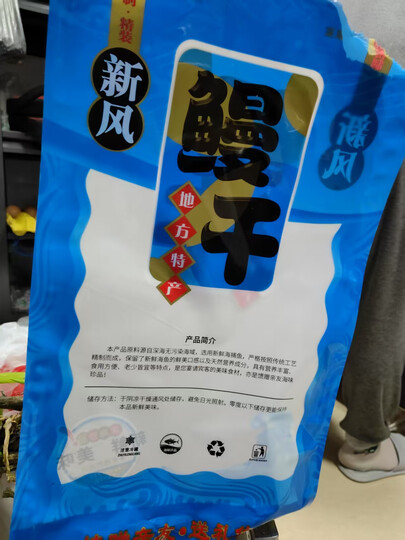 制·精装
新风
鳗干
地方特产
产品简介
本产品原料源自深海无污染海域，选用新鲜海鳗鱼，严格按照传统工艺
精制而成，保留了新鲜海鱼的鲜美口感以及天然营养成分，具有营养丰富、
食用方便、老少皆宜等特点，是您宴请宾客的美味食材，亦是馈赠亲友海味
珍品！
储存方法：于阴凉干燥通风处储存，避免日光照射，零度以下储存更能保持
本品新鲜美味。